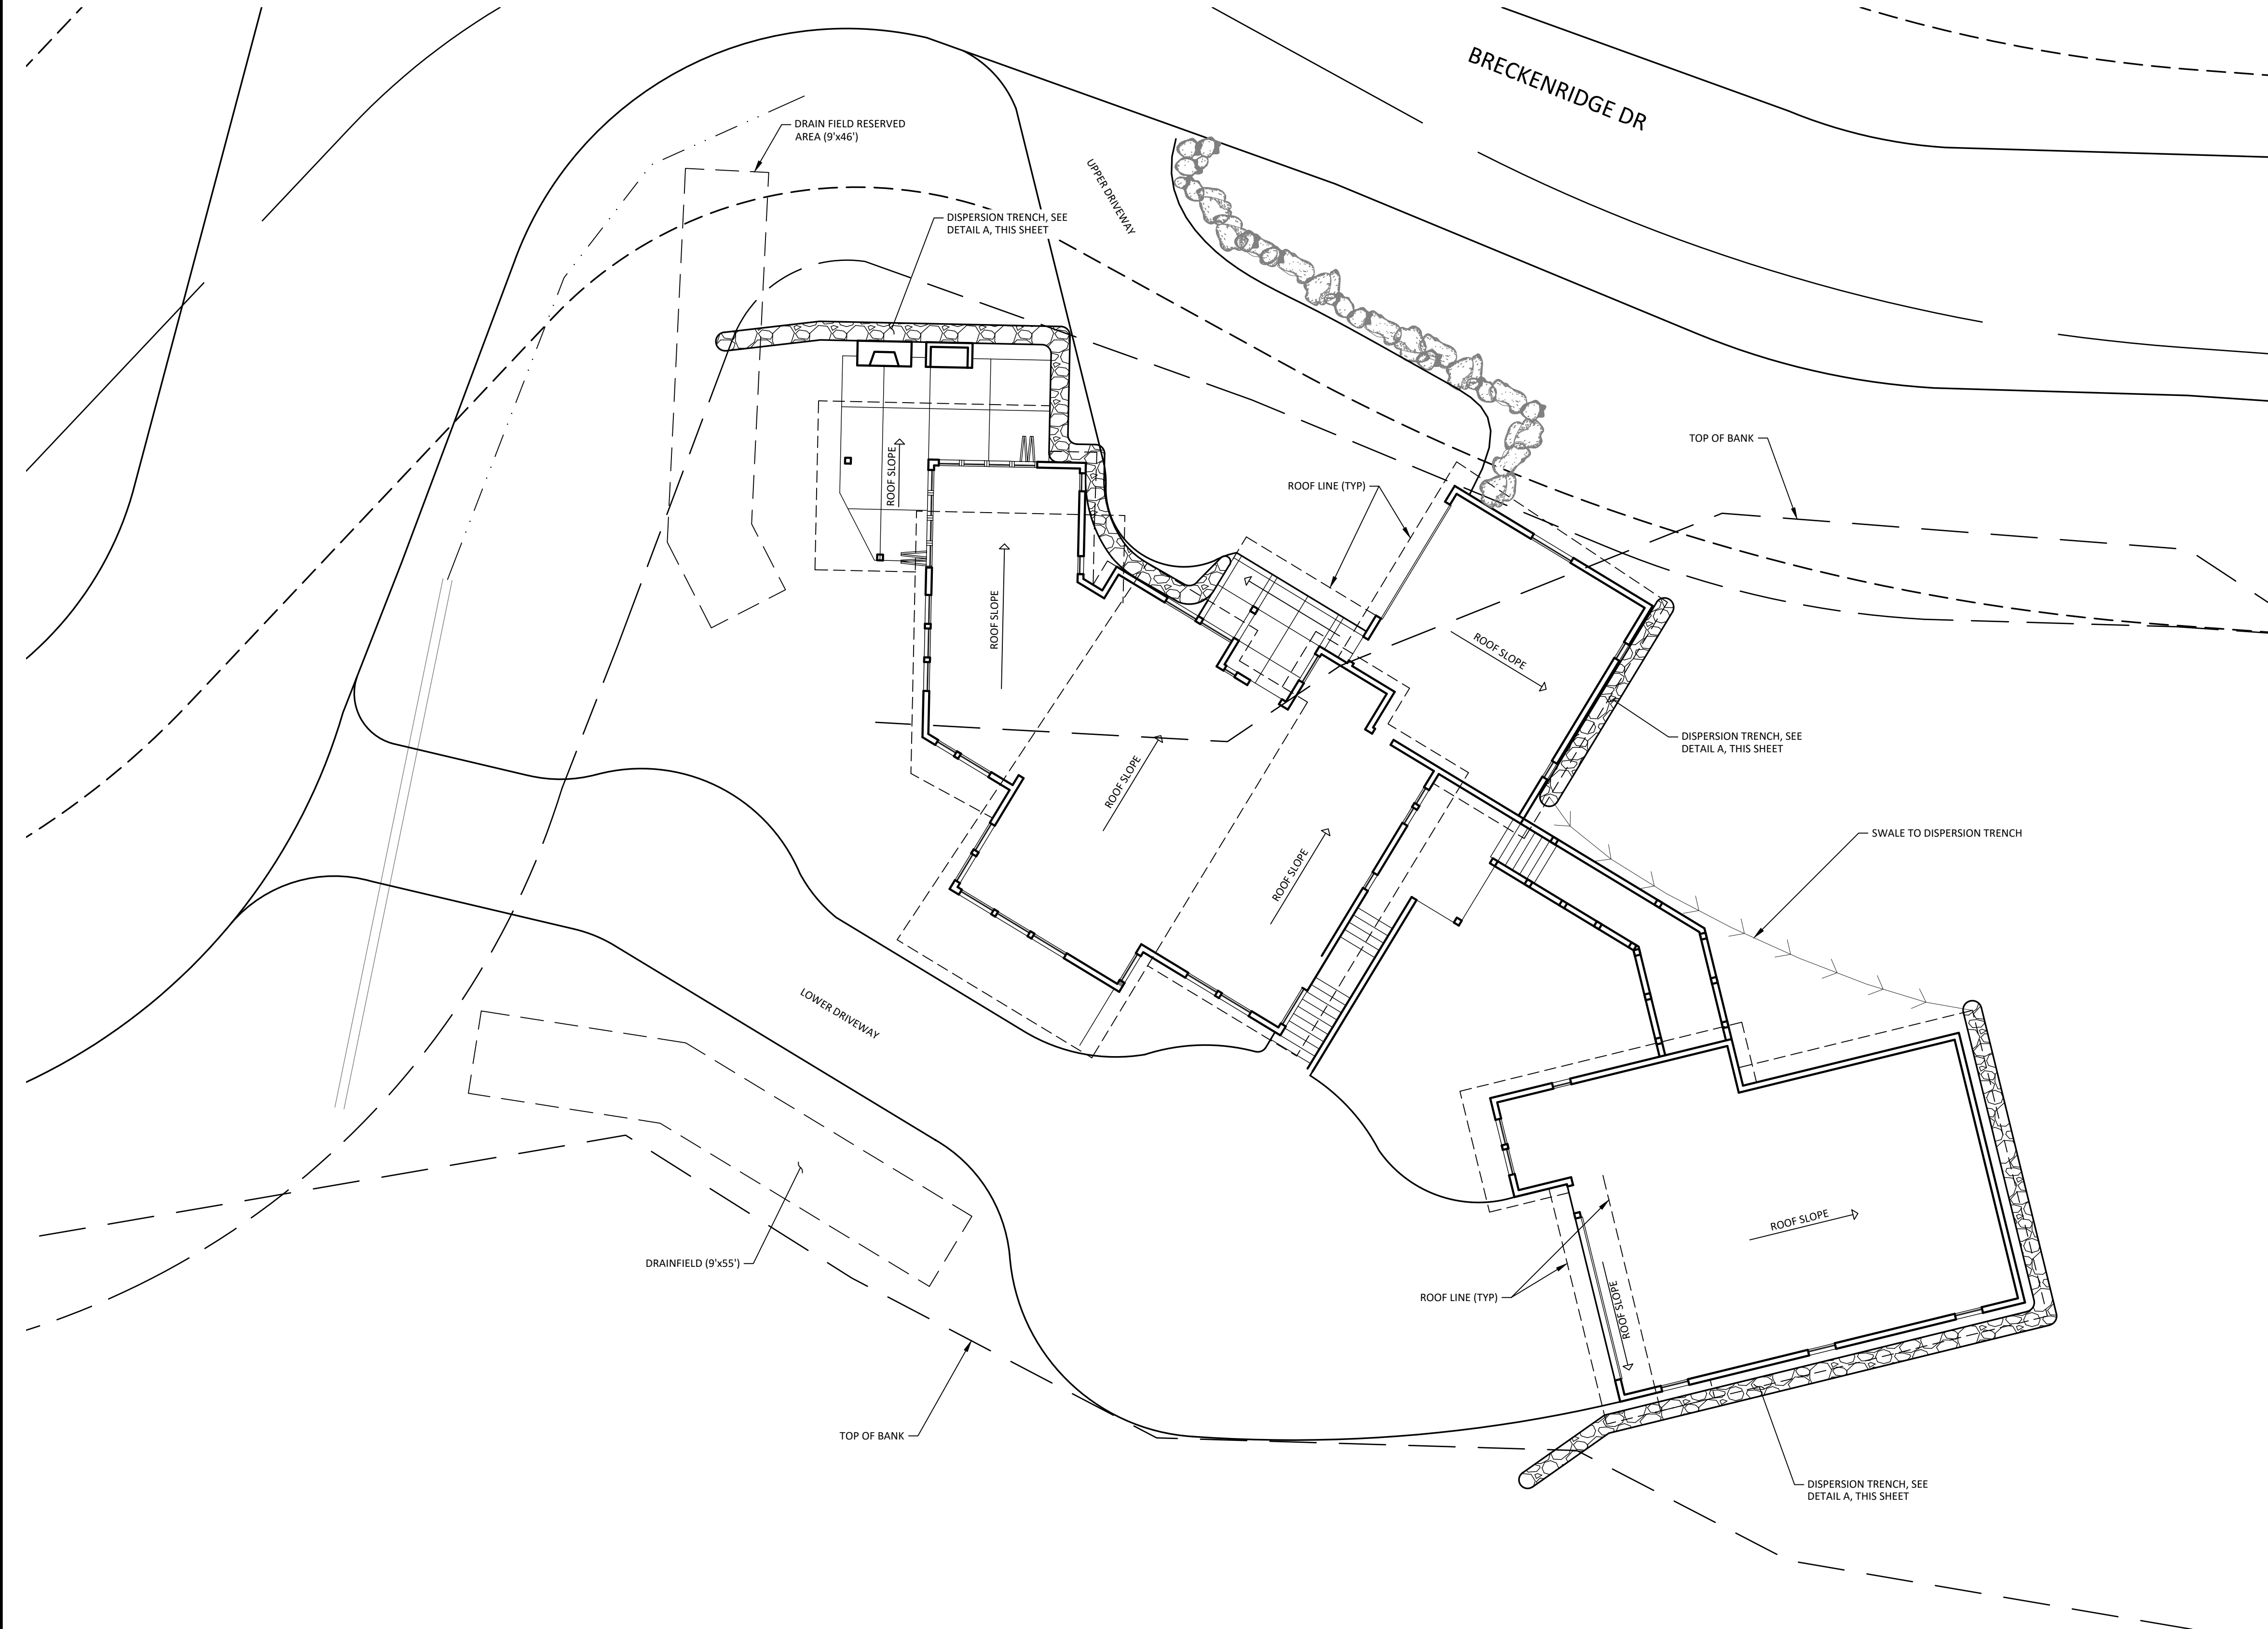 BRECKENRIDGE DR
DRAIN FIELD RESERVED
AREA (9'x46')
UPPER DRIVEWAY
DISPERSION TRENCH, SEE
DETAIL A, THIS SHEET
TOP OF BANK
ROOF SLOPE
ROOF LINE (TYP)
ROOF SLOPE
ROOF SLOPE
DISPERSION TRENCH, SEE
DETAIL A, THIS SHEET
ROOF SLOPE
SWALE TO DISPERSION TRENCH
ROOF SLOPE
LOWER DRIVEWAY
ROOF SLOPE
DRAINFIELD (9'x55')
ROOF LINE (TYP)
ROOF SLOPE
TOP OF BANK
DISPERSION TRENCH, SEE
DETAIL A, THIS SHEET